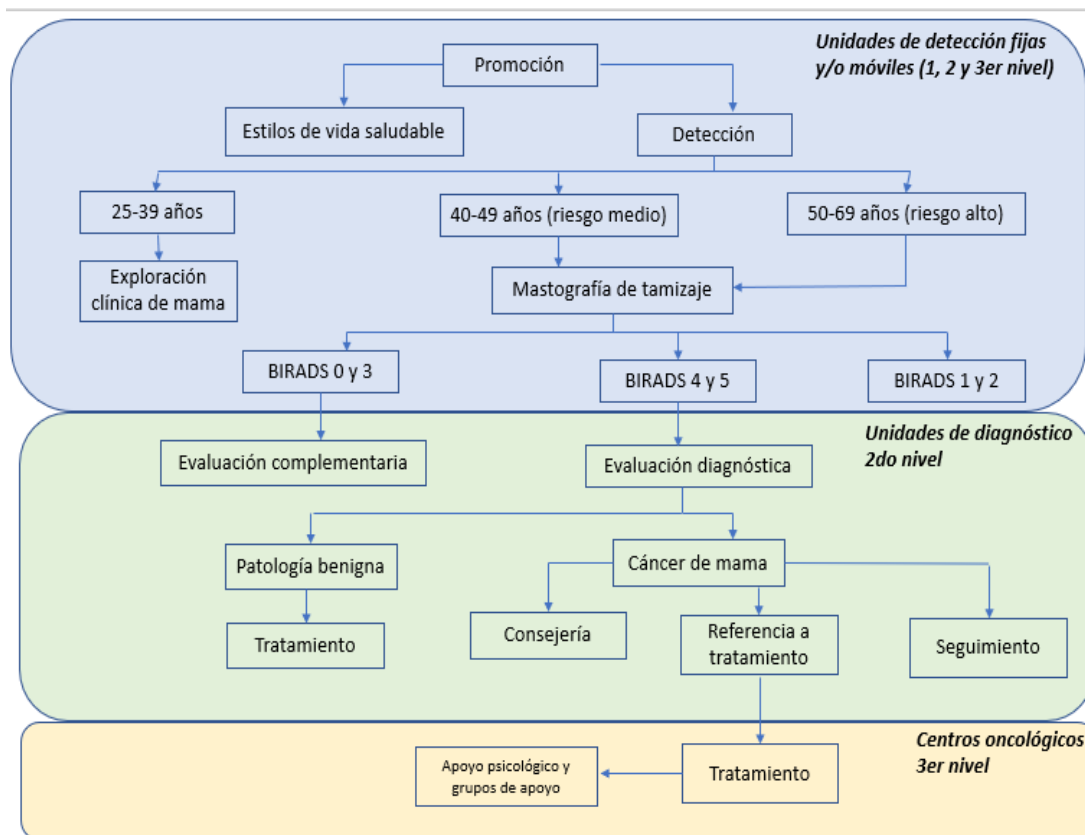 Unidades de detección fijas
y/o móviles (1, 2 y 3er nivel)
Promoción
Estilos de vida saludable
Detección
25-39 años
40-49 años (riesgo medio)
50-69 años (riesgo alto)
Exploración
clínica de mama
Mastografía de tamizaje
BIRADS 0 y 3
BIRADS 4 y 5
BIRADS 1 y 2
Unidades de diagnóstico
2do nivel
Evaluación complementaria
Evaluación diagnóstica
Patología benigna
Cáncer de mama
Tratamiento
Consejería
Referencia a
tratamiento
Seguimiento
Centros oncológicos
3er nivel
Apoyo psicológico y
grupos de apoyo
Tratamiento